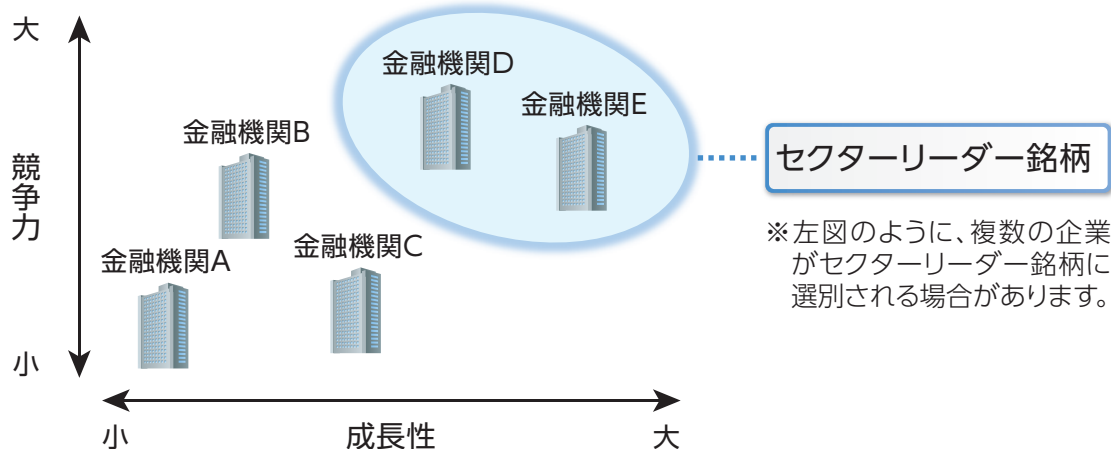 大
金融機関D
金融機関E
金融機関B
セクターリーダー銘柄
競争力
金融機関C
金融機関A
※左図のように、複数の企業
がセクターリーダー銘柄に
選別される場合があります。
小
小
成長性
大